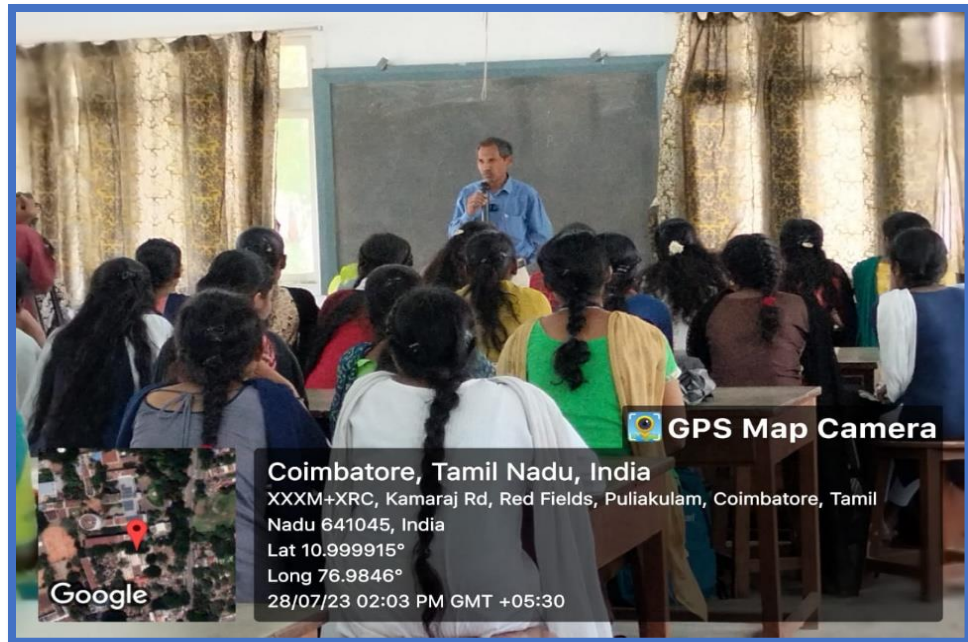 GPS Map Camera
Coimbatore, Tamil Nadu, India
XXXM+XRC, Kamaraj Rd, Red Fields, Puliakulam, Coimbatore, Tamil
Nadu 641045, India
Lat 10.999915°
Long 76.9846°
28/07/23 02:03 PM GMT +05:30
Google